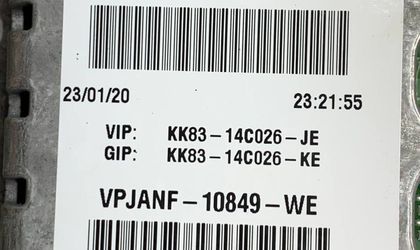 23/01/20 23:21:55
VIP: KK83-14C026-JE
GIP: KK83-14C026-KE
VPJANF-10849-WE